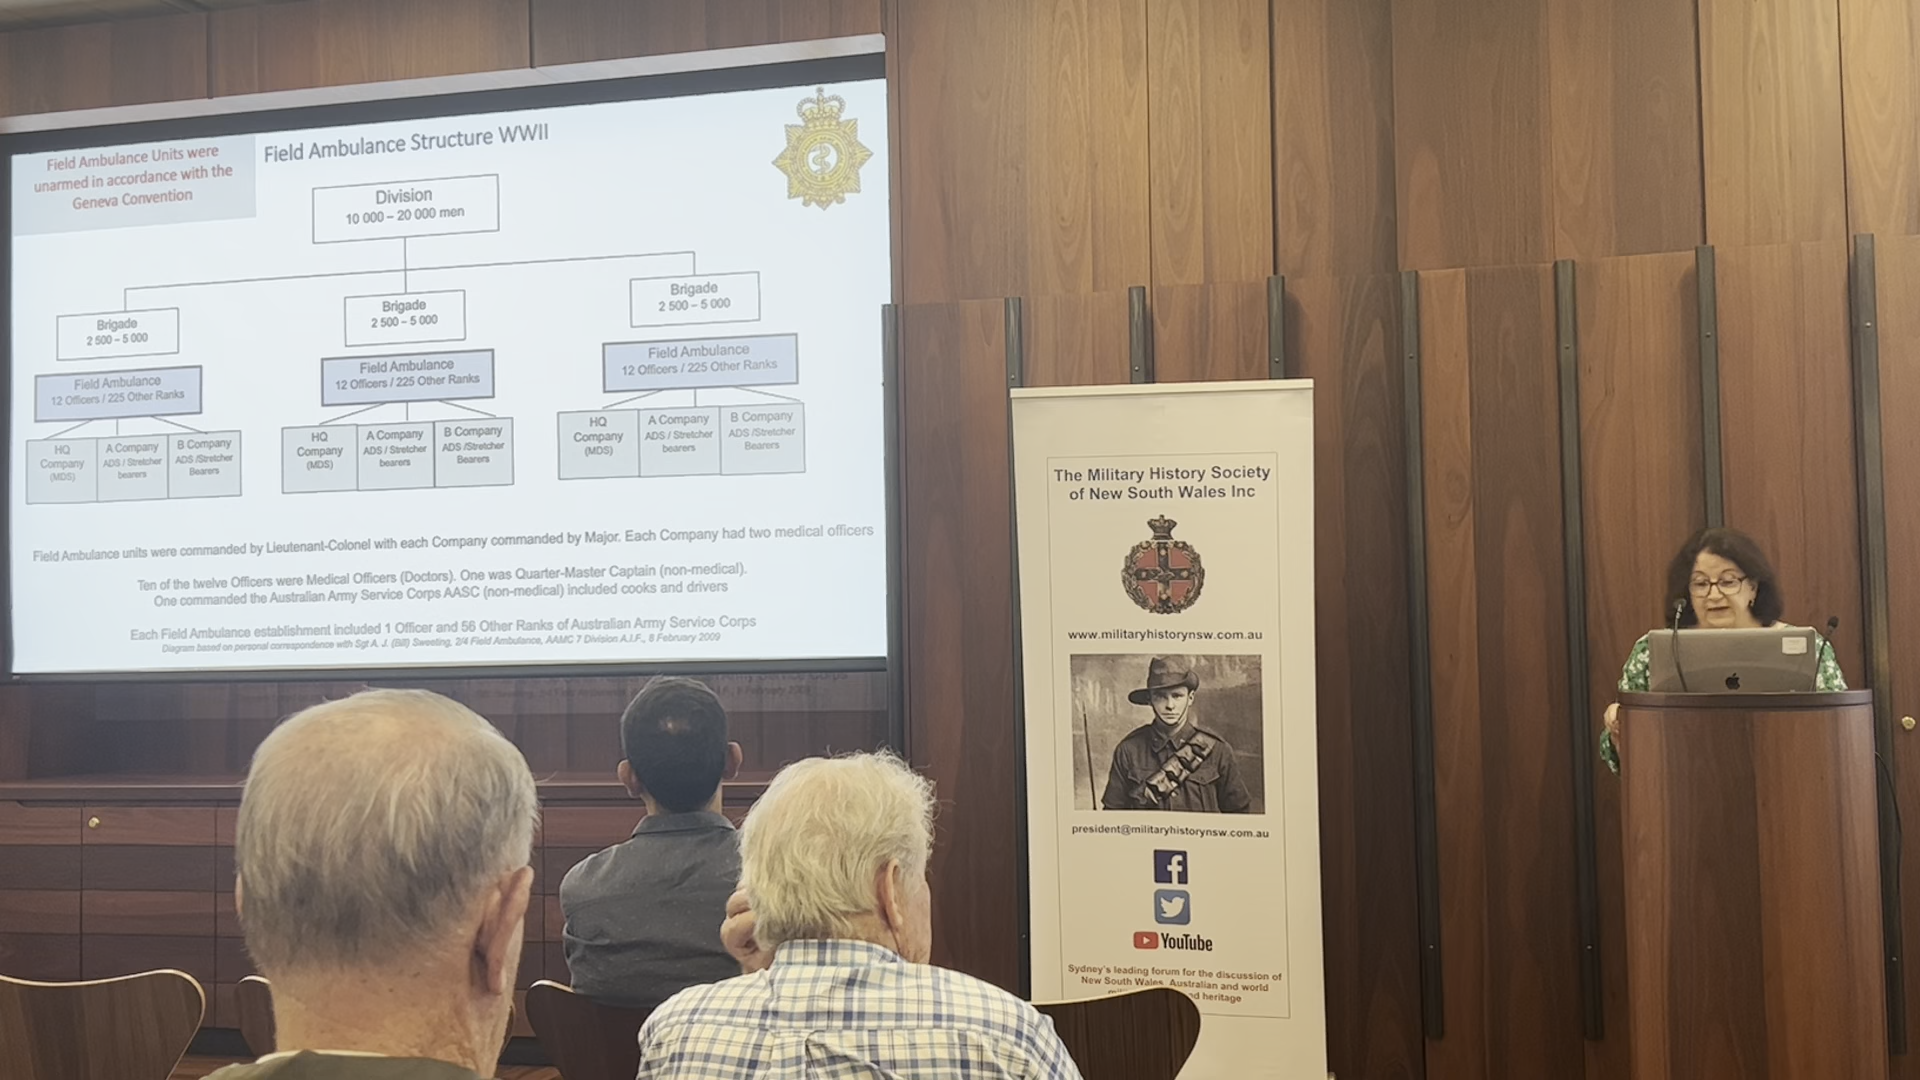 Field Ambulance Units were
unarmed in accordance with the
Geneva Convention
Field Ambulance Structure WWII
Division
10 000 – 20 000 men
Brigade
2 500 – 5 000
Brigade
2 500 – 5 000
Brigade
2 500 – 5 000
Field Ambulance
12 Officers / 225 Other Ranks
Field Ambulance
12 Officers / 225 Other Ranks
Field Ambulance
12 Officers / 225 Other Ranks
HQ
Company
(MDS)
A Company
ADS / Stretcher
bearers
B Company
ADS /Stretcher
Bearers
HQ
Company
(MDS)
A Company
ADS / Stretcher
bearers
B Company
ADS /Stretcher
Bearers
HQ
Company
(MDS)
A Company
ADS / Stretcher
bearers
B Company
ADS /Stretcher
Bearers
Field Ambulance units were commanded by Lieutenant-Colonel with each Company commanded by Major. Each Company had two medical officers
Ten of the twelve Officers were Medical Officers (Doctors). One was Quarter-Master Captain (non-medical).
One commanded the Australian Army Service Corps AASC (non-medical) included cooks and drivers
Each Field Ambulance establishment included 1 Officer and 56 Other Ranks of Australian Army Service Corps
Diagram based on personal correspondence with Sgt A. J. (Bill) Sweeting, 2/4 Field Ambulance, AAMC 7 Division A.I.F., 8 February 2009
The Military History Society
of New South Wales Inc
www.militaryhistorynsw.com.au
president@militaryhistorynsw.com.au
YouTube
Sydney's leading forum for the discussion of
New South Wales, Australian and world
heritage